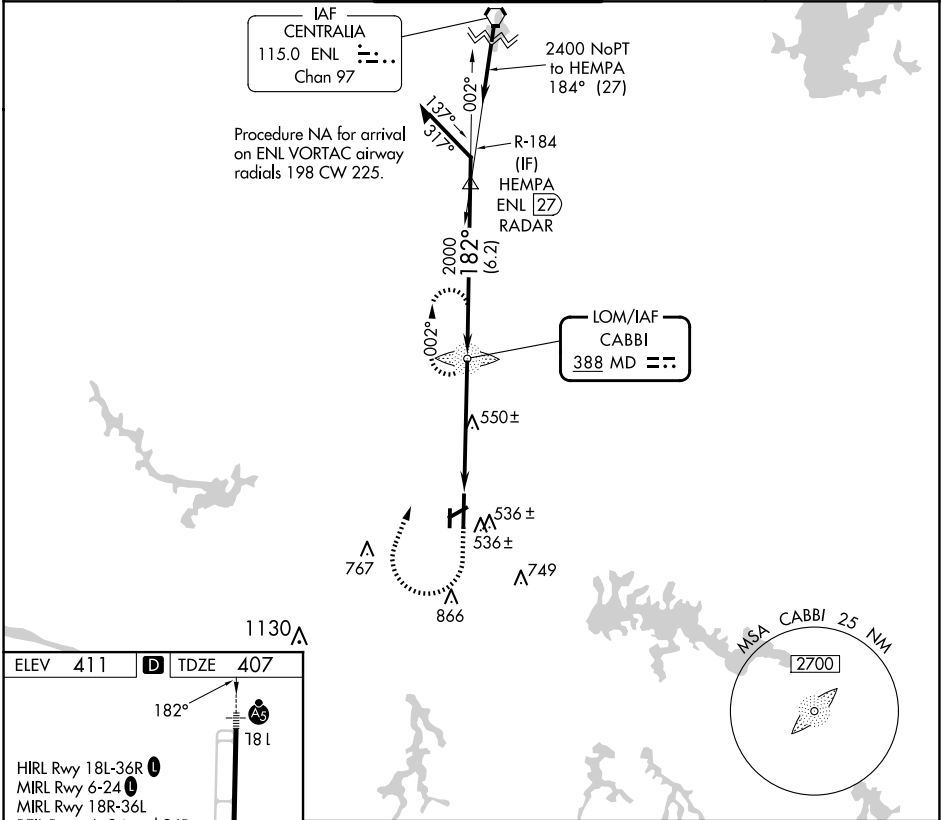 IAF
CENTRALIA
115.0 ENL
Chan 97
2400 NoPT
to HEMPA
184° (27)
002°
137°
317°
Procedure NA for arrival
on ENL VORTAC airway
radials 198 CW 225.
R-184
(IF)
HEMPA
ENL 27
RADAR
2000
182°
(6.2)
002°
LOM/IAF
CABBI
388 MD
550±
536±
536±
767
749
866
1130
MSA CABBI 25 NM
2700
ELEV 411 D TDZE 407
182°
A5
18 L
HIRL Rwy 18L-36R L
MIRL Rwy 6-24 L
MIRL Rwy 18R-36L